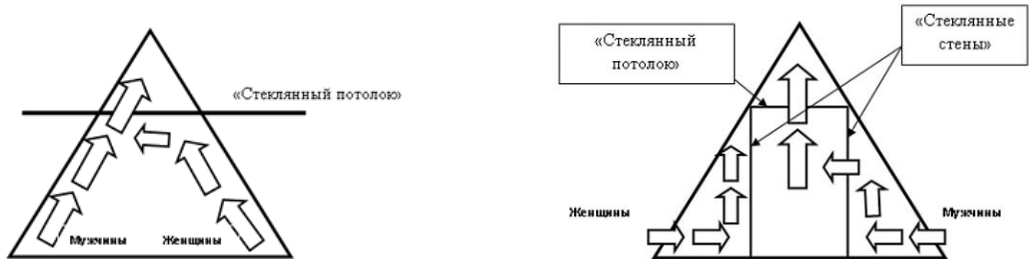 «Стеклянный потолок»
Мужчины
Женщины
«Стеклянный
потолок»
«Стеклянные
стены»
Женщины
Мужчины